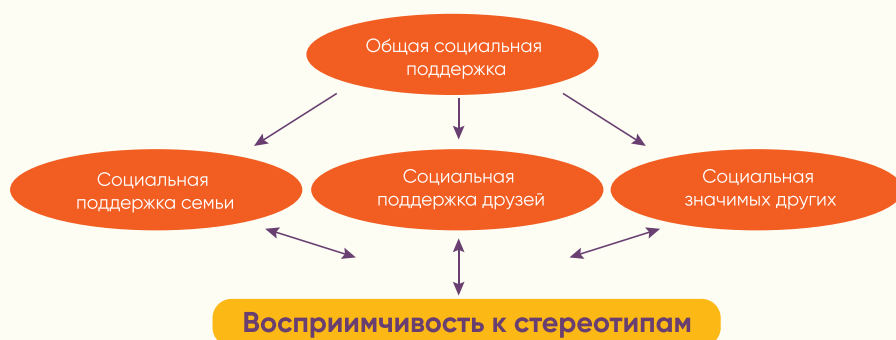 Общая социальная
поддержка
Социальная
поддержка семьи
Социальная
поддержка друзей
Социальная
значимых других
Восприимчивость к стереотипам